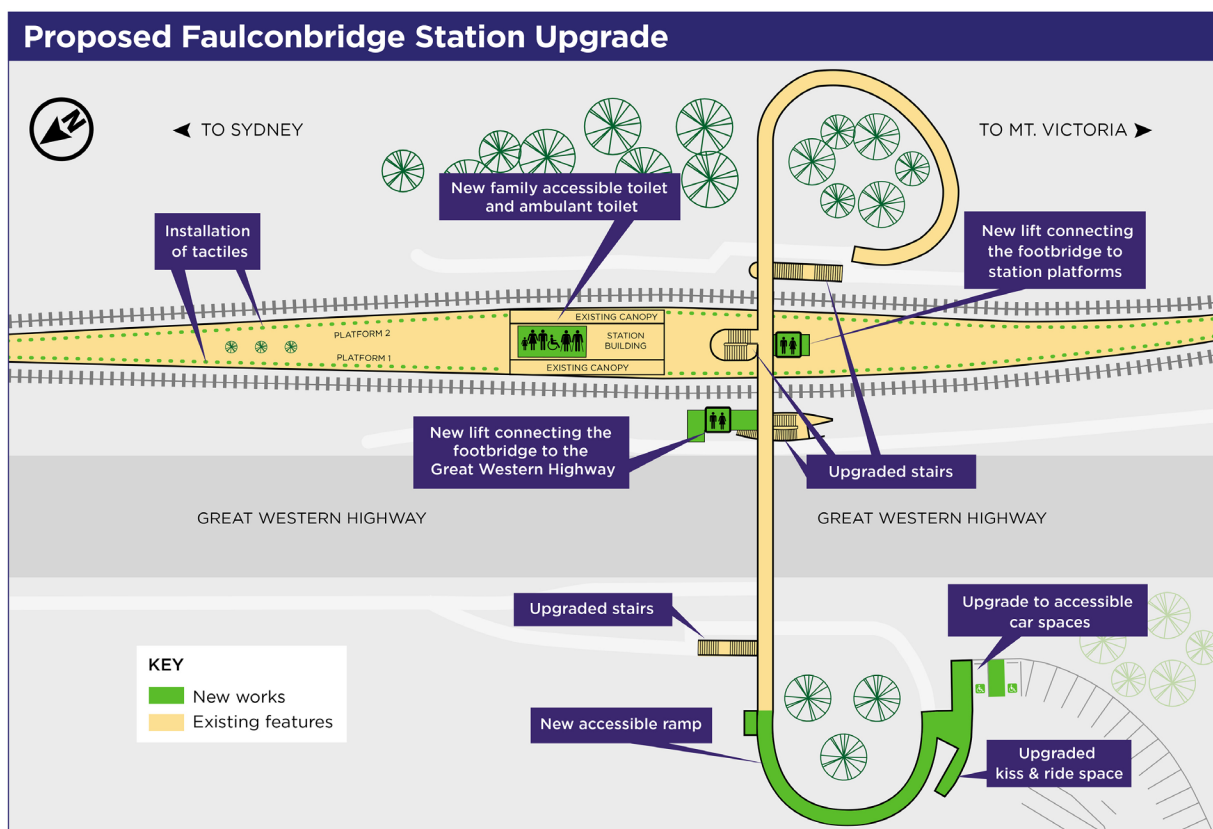 Proposed Faulconbridge Station Upgrade
N
TO SYDNEY
TO MT. VICTORIA
New family accessible toilet
and ambulant toilet
Installation
of tactiles
New lift connecting
the footbridge to
station platforms
PLATFORM 2
PLATFORM 1
EXISTING CANOPY
STATION
BUILDING
EXISTING CANOPY
New lift connecting the
footbridge to the
Great Western Highway
Upgraded stairs
GREAT WESTERN HIGHWAY
GREAT WESTERN HIGHWAY
Upgraded stairs
Upgrade to accessible
car spaces
KEY
New works
Existing features
New accessible ramp
Upgraded
kiss & ride space